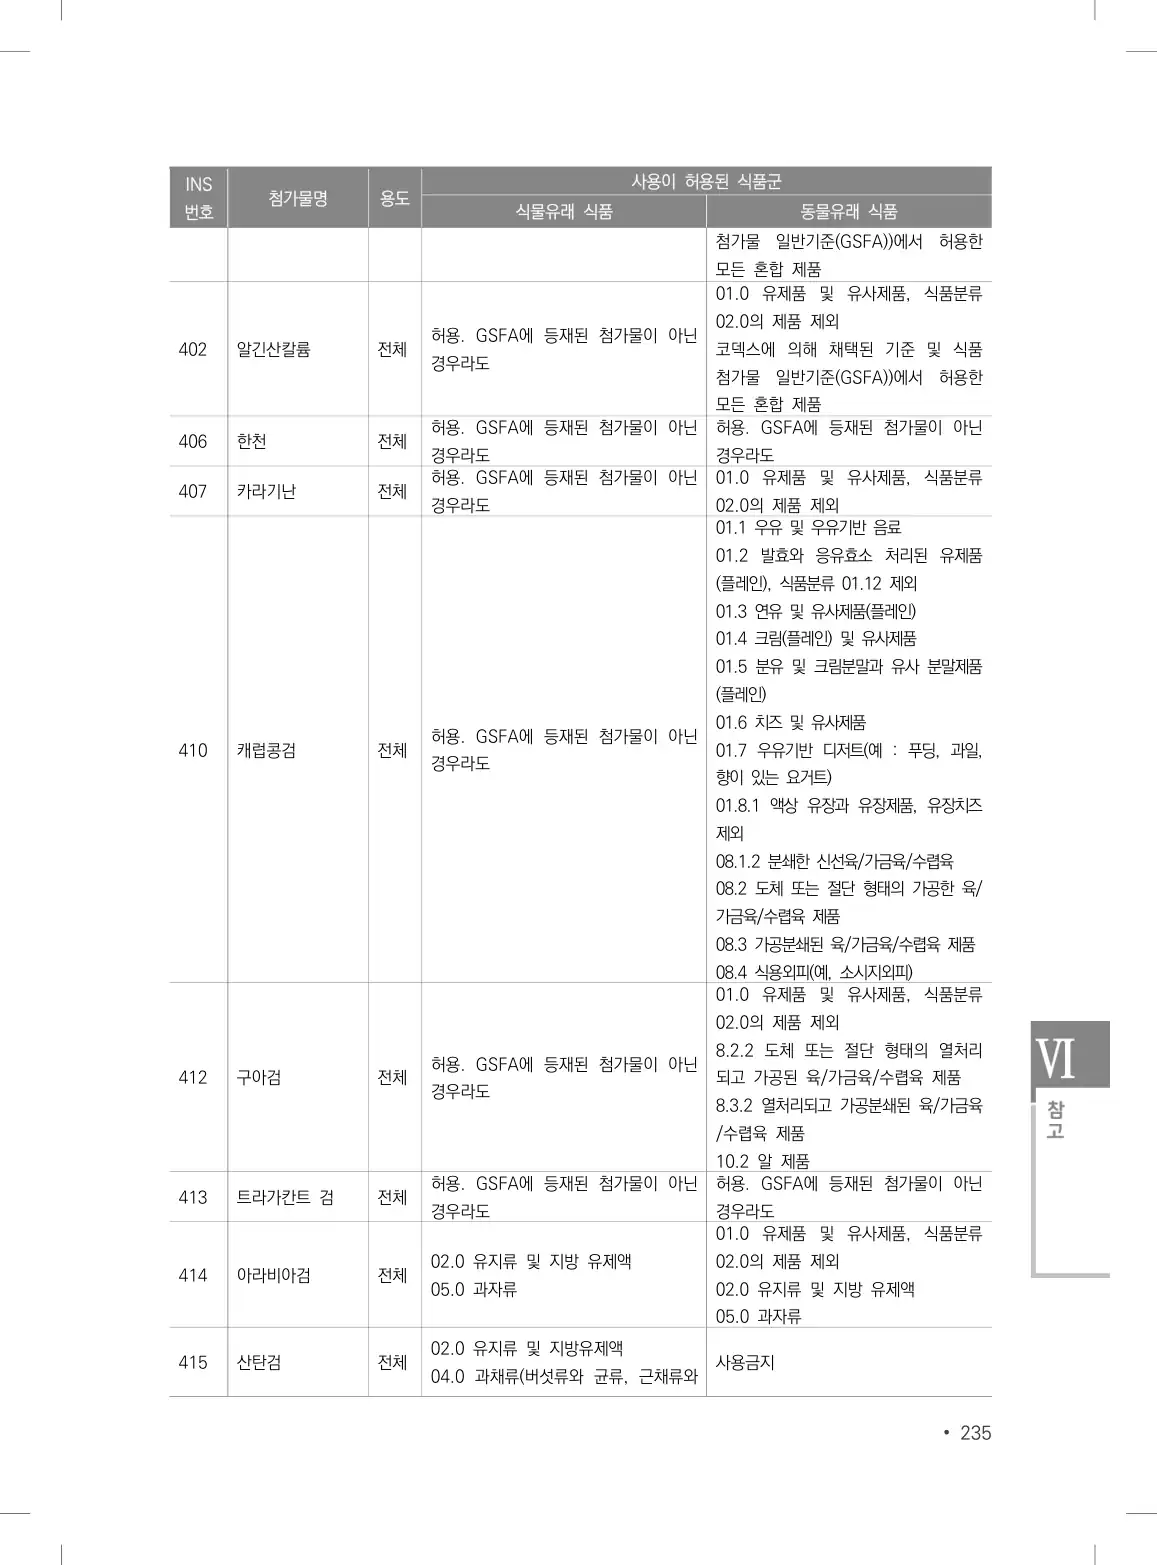 INS
번호
첨가물명
용도
사용이 허용된 식품군
식물유래 식품
동물유래 식품
첨가물 일반기준(GSFA))에서 허용한
모든 혼합 제품
402
알긴산칼륨
전체
허용. GSFA에 등재된 첨가물이 아닌
경우라도
01.0 유제품 및 유사제품, 식품분류
02.0의 제품 제외
코덱스에 의해 채택된 기준 및 식품
첨가물 일반기준(GSFA))에서 허용한
모든 혼합 제품
406
한천
전체
허용. GSFA에 등재된 첨가물이 아닌
경우라도
허용. GSFA에 등재된 첨가물이 아닌
경우라도
407
카라기난
전체
허용. GSFA에 등재된 첨가물이 아닌
경우라도
01.0 유제품 및 유사제품, 식품분류
02.0의 제품 제외
410
캐럽콩검
전체
허용. GSFA에 등재된 첨가물이 아닌
경우라도
01.1 우유 및 우유기반 음료
01.2 발효와 응유효소 처리된 유제품
(플레인), 식품분류 01.12 제외
01.3 연유 및 유사제품(플레인)
01.4 크림(플레인) 및 유사제품
01.5 분유 및 크림분말과 유사 분말제품
(플레인)
01.6 치즈 및 유사제품
01.7 우유기반 디저트(예 : 푸딩, 과일,
향이 있는 요거트)
01.8.1 액상 유장과 유장제품, 유장치즈
제외
08.1.2 분쇄한 신선육/가금육/수렵육
08.2 도체 또는 절단 형태의 가공한 육/
가금육/수렵육 제품
08.3 가공분쇄된 육/가금육/수렵육 제품
08.4 식용외피(예, 소시지외피)
412
구아검
전체
허용. GSFA에 등재된 첨가물이 아닌
경우라도
01.0 유제품 및 유사제품, 식품분류
02.0의 제품 제외
8.2.2 도체 또는 절단 형태의 열처리
되고 가공된 육/가금육/수렵육 제품
8.3.2 열처리되고 가공분쇄된 육/가금육
/수렵육 제품
10.2 알 제품
413
트라가칸트 검
전체
허용. GSFA에 등재된 첨가물이 아닌
경우라도
허용. GSFA에 등재된 첨가물이 아닌
경우라도
414
아라비아검
전체
02.0 유지류 및 지방 유제액
05.0 과자류
01.0 유제품 및 유사제품, 식품분류
02.0의 제품 제외
02.0 유지류 및 지방 유제액
05.0 과자류
415
산탄검
전체
02.0 유지류 및 지방유제액
04.0 과채류(버섯류와 균류, 근채류와
사용금지
Ⅵ
참
고
• 235